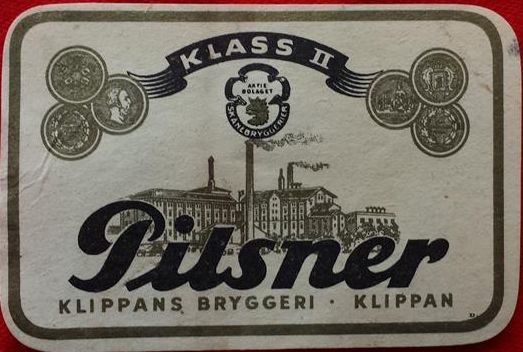 KLASS II
AKTIE
BOLAGET
SKÅNEBRYGGERIER
Pilsner
KLIPPANS BRYGGERI · KLIPPAN